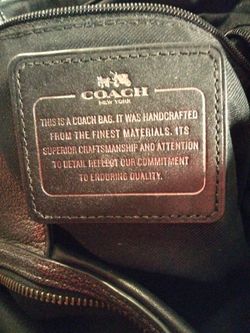 COACH
NEW YORK
THIS IS A COACH BAG. IT WAS HANDCRAFTED
FROM THE FINEST MATERIALS. ITS
SUPERIOR CRAFTSMANSHIP AND ATTENTION
TO DETAIL REFLECT OUR COMMITMENT
TO ENDURING QUALITY.